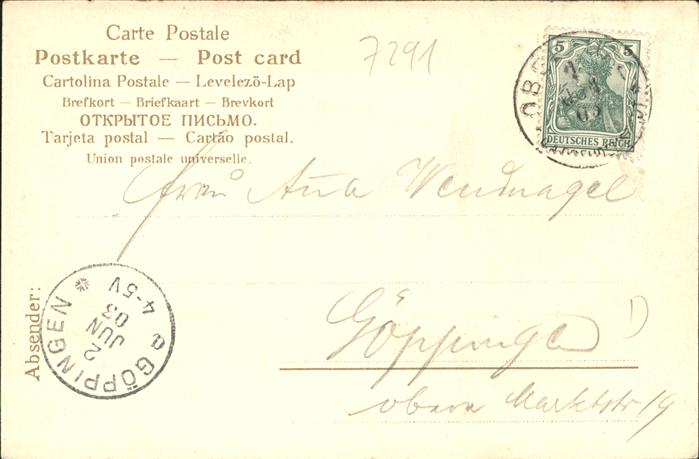 Carte Postale
Postkarte — Post card
Cartolina Postale — Levelező-Lap
Brefkort — Briefkaart — Brevkort
ОТКРЫТОЕ ПИСЬМО.
Tarjeta postal — Cartão postal.
Union postale universelle.
7291
5 5
DEUTSCHES REICH
Frau Ana Wendnagel
Absender:
GÖPPINGEN
2
JUN
03
4-5V
Göppingen
obere Marktstr 19